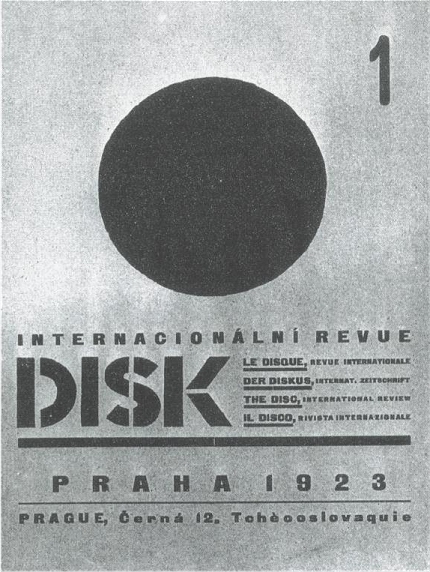 1
INTERNACIONÁLNÍ REVUE
DISK
LE DISQUE, REVUE INTERNATIONALE
DER DISKUS, INTERNAT. ZEITSCHRIFT
THE DISC, INTERNATIONAL REVIEW
IL DISCO, RIVISTA INTERNAZIONALE
PRAHA 1923
PRAGUE, Černá 12, Tchècoslovaquie